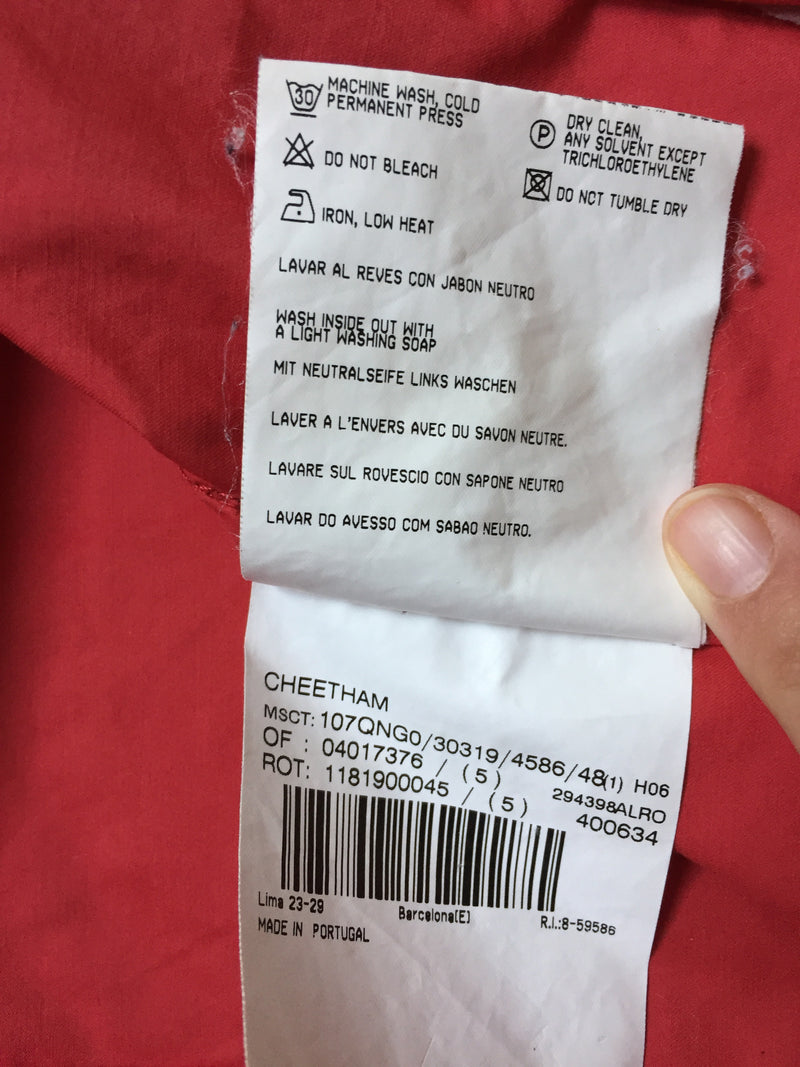 30 MACHINE WASH, COLD
PERMANENT PRESS
DO NOT BLEACH
IRON, LOW HEAT
P DRY CLEAN,
ANY SOLVENT EXCEPT
TRICHLOROETHYLENE
DO NOT TUMBLE DRY
LAVAR AL REVES CON JABON NEUTRO
WASH INSIDE OUT WITH
A LIGHT WASHING SOAP
MIT NEUTRALSEIFE LINKS WASCHEN
LAVER A L'ENVERS AVEC DU SAVON NEUTRE.
LAVARE SUL ROVESCIO CON SAPONE NEUTRO
LAVAR DO AVESSO COM SABAO NEUTRO.
CHEETHAM
MSCT: 107QNG0/30319/4586/48(1) H06
OF : 04017376 / (5) 294398ALRO
ROT: 1181900045 / (5) 400634
Lima 23-29 Barcelona(E) R.I.:8-59586
MADE IN PORTUGAL